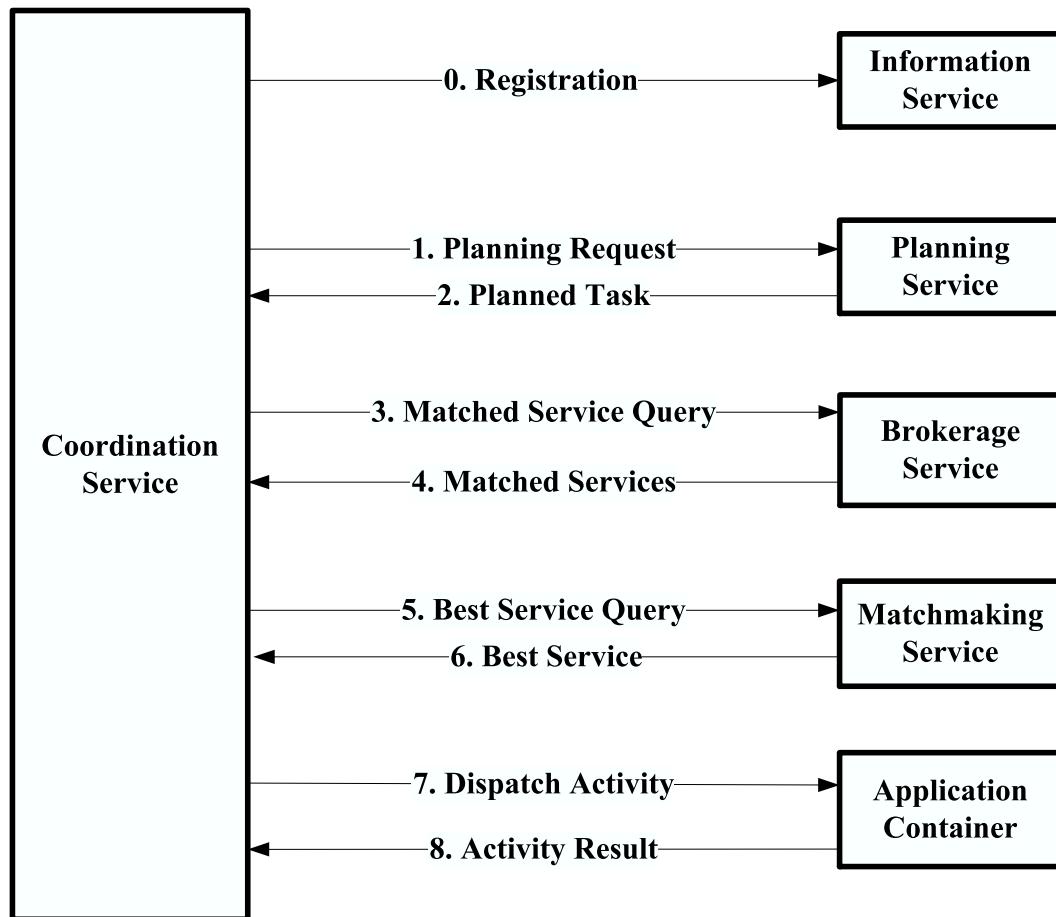 0. Registration
Information
Service
1. Planning Request
2. Planned Task
Planning
Service
Coordination
Service
3. Matched Service Query
4. Matched Services
Brokerage
Service
5. Best Service Query
6. Best Service
Matchmaking
Service
7. Dispatch Activity
8. Activity Result
Application
Container